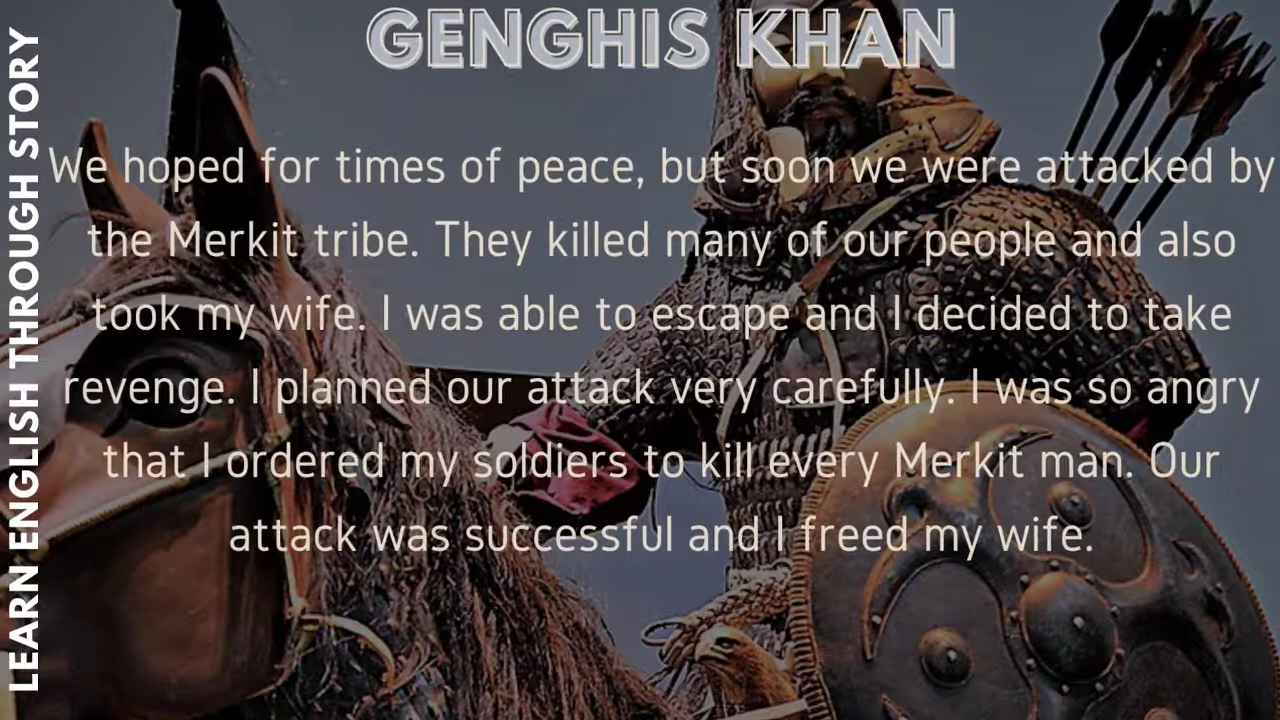 GENGHIS KHAN
LEARN ENGLISH THROUGH STORY
We hoped for times of peace, but soon we were attacked by
the Merkit tribe. They killed many of our people and also
took my wife. I was able to escape and I decided to take
revenge. I planned our attack very carefully. I was so angry
that I ordered my soldiers to kill every Merkit man. Our
attack was successful and I freed my wife.